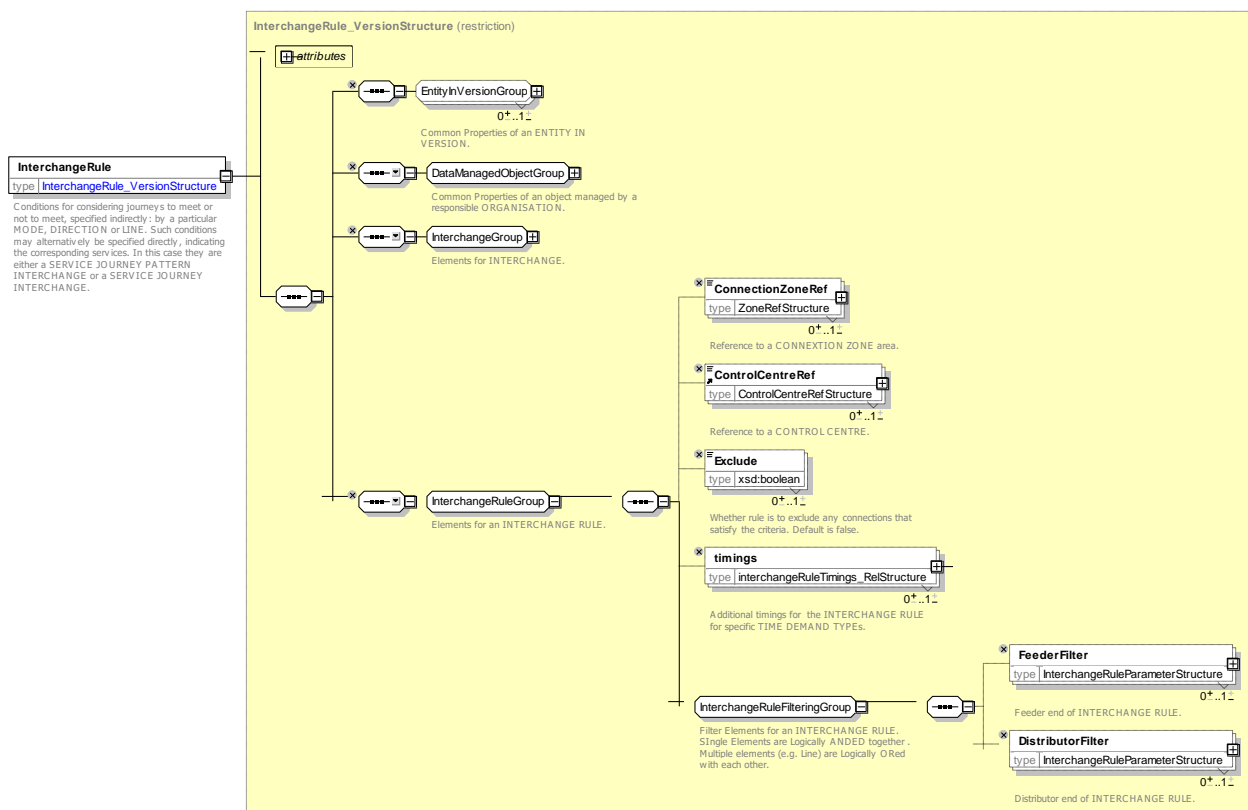 InterchangeRule_VersionStructure (restriction)
attributes
EntityInVersionGroup
0..1
Common Properties of an ENTITY IN
VERSION.
InterchangeRule
type InterchangeRule_VersionStructure
Conditions for considering journeys to meet or
not to meet, specified indirectly: by a particular
MODE, DIRECTION or LINE. Such conditions
may alternatively be specified directly, indicating
the corresponding services. In this case they are
either a SERVICE JOURNEY PATTERN
INTERCHANGE or a SERVICE JOURNEY
INTERCHANGE.
DataManagedObjectGroup
Common Properties of an object managed by a
responsible ORGANISATION.
InterchangeGroup
Elements for INTERCHANGE.
ConnectionZoneRef
type ZoneRefStructure
0..1
Reference to a CONNEXTION ZONE area.
ControlCentreRef
type ControlCentreRefStructure
0..1
Reference to a CONTROL CENTRE.
Exclude
type xsd:boolean
0..1
Whether rule is to exclude any connections that
satisfy the criteria. Default is false.
InterchangeRuleGroup
Elements for an INTERCHANGE RULE.
timings
type interchangeRuleTimings_RelStructure
0..1
Additional timings for the INTERCHANGE RULE
for specific TIME DEMAND TYPEs.
InterchangeRuleFilteringGroup
Filter Elements for an INTERCHANGE RULE.
SIngle Elements are Logically ANDED together .
Multiple elements (e.g. Line) are Logically ORed
with each other.
FeederFilter
type InterchangeRuleParameterStructure
0..1
Feeder end of INTERCHANGE RULE.
DistributorFilter
type InterchangeRuleParameterStructure
0..1
Distributor end of INTERCHANGE RULE.